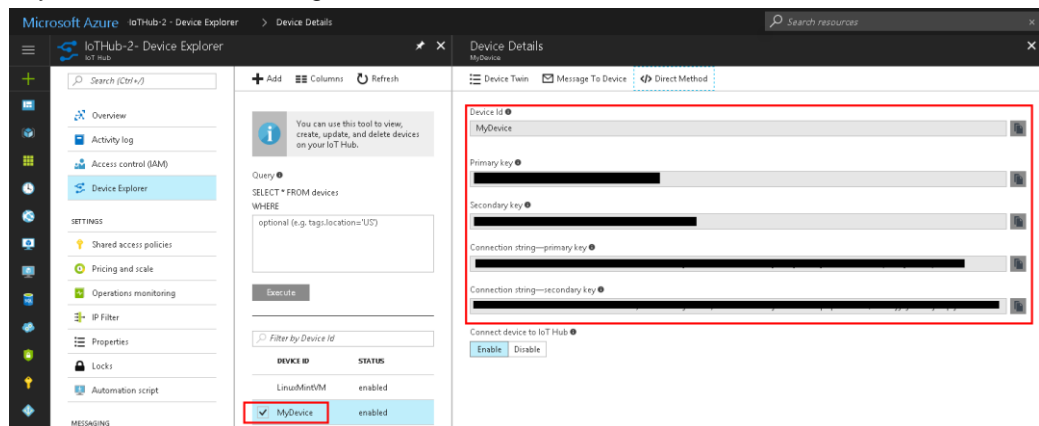 Microsoft Azure IoTHub-2 - Device Explorer > Device Details
Search resources
IoTHub-2- Device Explorer
IoT Hub
Search (Ctrl+/)
Overview
Activity log
Access control (IAM)
Device Explorer
SETTINGS
Shared access policies
Pricing and scale
Operations monitoring
IP Filter
Properties
Locks
Automation script
MESSAGING
Add Columns Refresh
You can use this tool to view,
create, update, and delete devices
on your IoT Hub.
Query
SELECT * FROM devices
WHERE
optional (e.g. tags.location='US')
Execute
Filter by Device Id
DEVICE ID STATUS
LinuxMintVM enabled
MyDevice enabled
Device Details
MyDevice
Device Twin Message To Device Direct Method
Device Id
MyDevice
Primary key
Secondary key
Connection string—primary key
Connection string—secondary key
Connect device to IoT Hub
Enable Disable